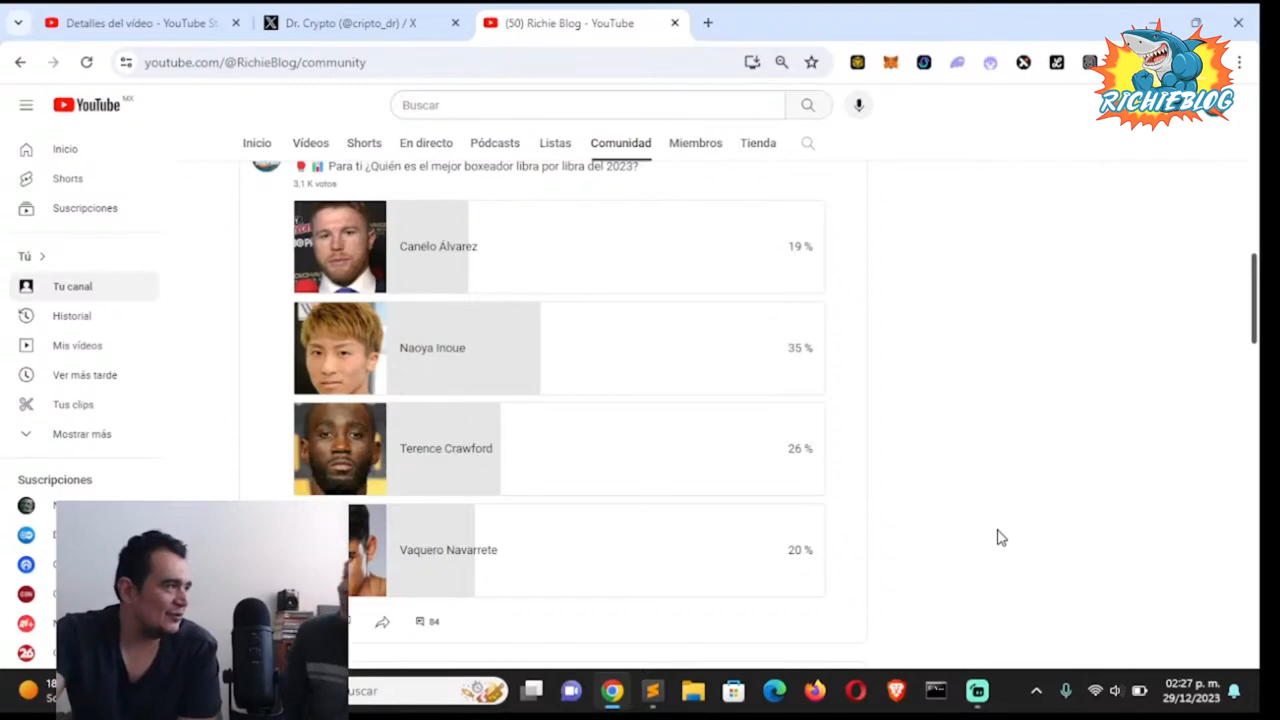 Detalles del vídeo - YouTube St
Dr. Crypto (@cripto_dr) / X
(50) Richie Blog - YouTube
youtube.com/@RichieBlog/community
RICHIEBLOG
YouTube MX
Buscar
Inicio
Vídeos
Shorts
En directo
Pódcasts
Listas
Comunidad
Miembros
Tienda
Inicio
Shorts
Suscripciones
Tú
Tu canal
Historial
Mis vídeos
Ver más tarde
Tus clips
Mostrar más
Suscripciones
Para ti ¿Quién es el mejor boxeador libra por libra del 2023?
3,1 K votos
Canelo Álvarez 19 %
Naoya Inoue 35 %
Terence Crawford 26 %
Vaquero Navarrete 20 %
84
18
uscar
02:27 p. m.
29/12/2023